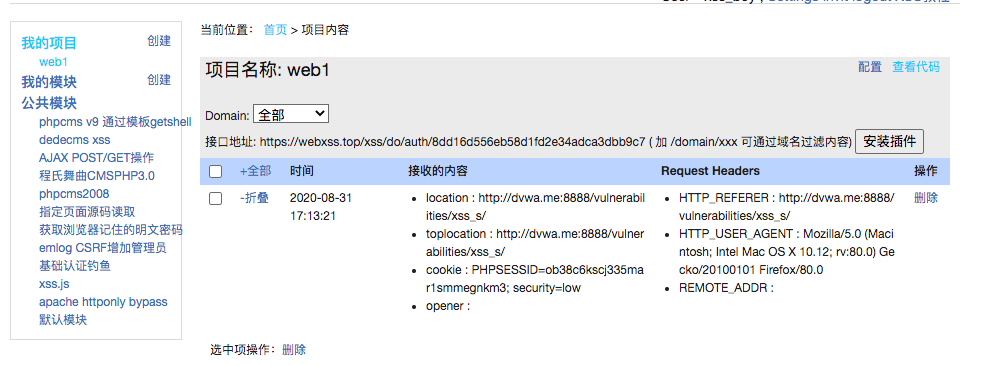 当前位置： 首页 > 项目内容
我的项目 创建
web1
我的模块 创建
公共模块
phpcms v9 通过模板getshell
dedecms xss
AJAX POST/GET操作
程氏舞曲CMSPHP3.0
phpcms2008
指定页面源码读取
获取浏览器记住的明文密码
emlog CSRF增加管理员
基础认证钓鱼
xss.js
apache httponly bypass
默认模块
项目名称: web1 配置 查看代码
Domain: 全部
接口地址: https://webxss.top/xss/do/auth/8dd16d556eb58d1fd2e34adca3dbb9c7 ( 加 /domain/xxx 可通过域名过滤内容) 安装插件
+全部 时间 接收的内容 Request Headers 操作
-折叠 2020-08-31
17:13:21
location : http://dvwa.me:8888/vulnerabil
ities/xss_s/
toplocation : http://dvwa.me:8888/vulner
abilities/xss_s/
cookie : PHPSESSID=ob38c6kscj335ma
r1smmegnkm3; security=low
opener :
HTTP_REFERER : http://dvwa.me:8888/
vulnerabilities/xss_s/
HTTP_USER_AGENT : Mozilla/5.0 (Maci
ntosh; Intel Mac OS X 10.12; rv:80.0) Ge
cko/20100101 Firefox/80.0
REMOTE_ADDR :
删除
选中项操作: 删除